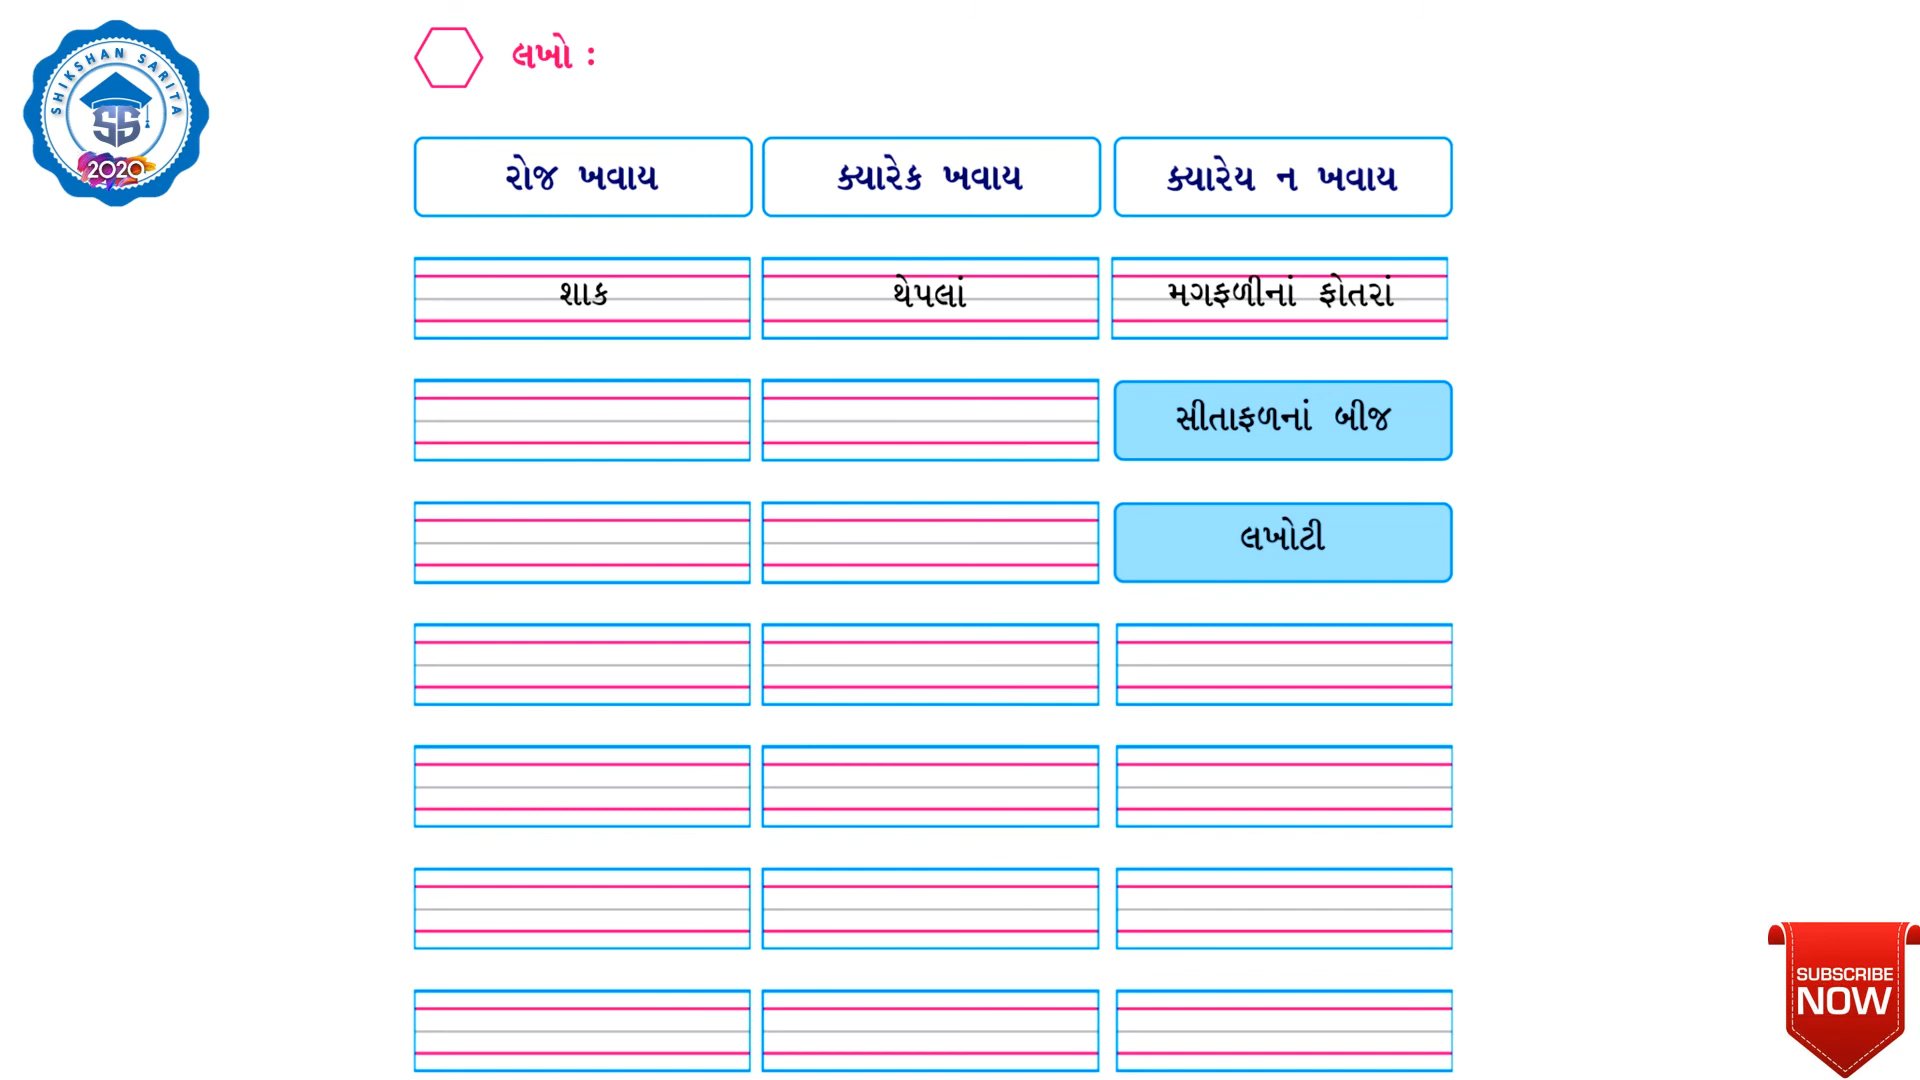 SHIKSHAN SARITA
SS
2020
લખો :
રોજ ખવાય
ક્યારેક ખવાય
ક્યારેય ન ખવાય
શાક
થેપલાં
મગફળીનાં ફોતરાં
સીતાફળનાં બીજ
લખોટી
SUBSCRIBE
NOW